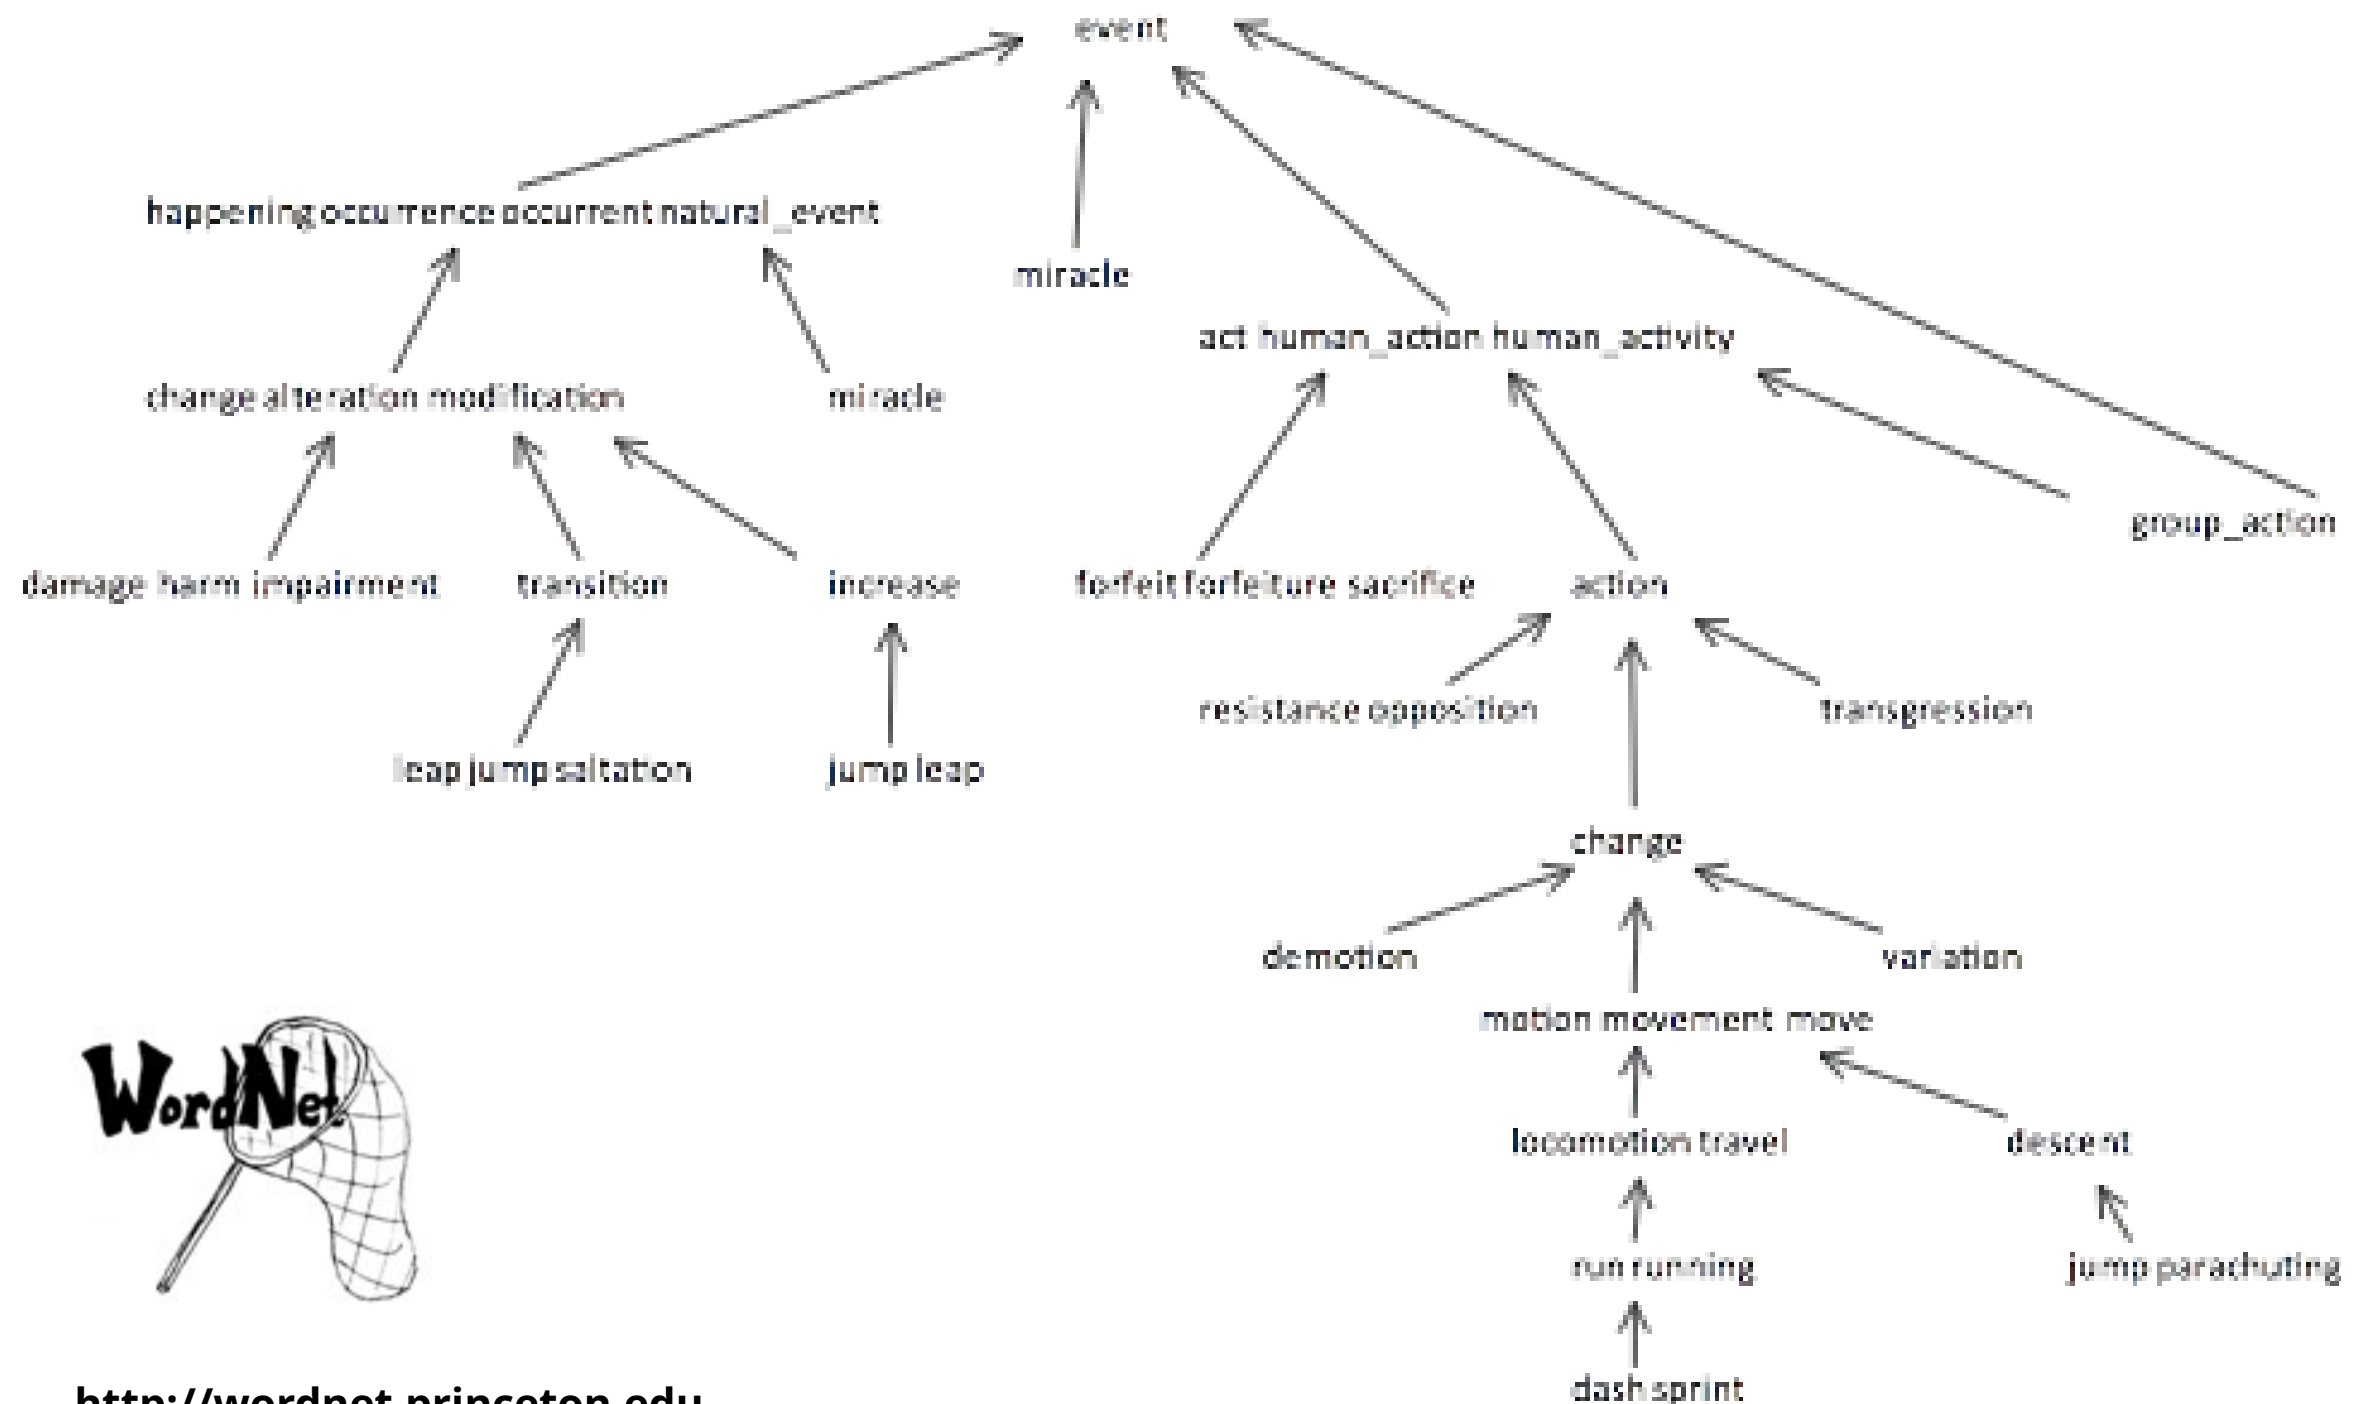 event
happening occurrence occurrent natural_event
miracle
act human_action human_activity
change alteration modification
miracle
group_action
damage harm impairment
transition
increase
forfeit forfeiture sacrifice
action
resistance opposition
transgression
leap jump saltation
jump leap
change
demotion
variation
motion movement move
WordNet
locomotion travel
descent
run running
jump parachuting
dash sprint
http://wordnet.princeton.edu